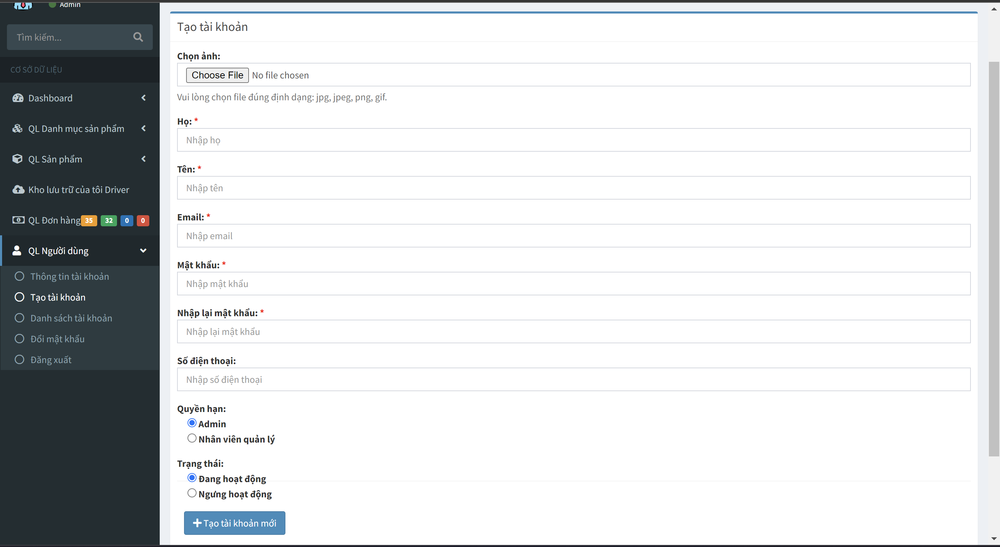 Admin
Tìm kiếm...
CƠ SỞ DỮ LIỆU
Dashboard
QL Danh mục sản phẩm
QL Sản phẩm
Kho lưu trữ của tôi Driver
QL Đơn hàng 35 32 0 0
QL Người dùng
Thông tin tài khoản
Tạo tài khoản
Danh sách tài khoản
Đổi mật khẩu
Đăng xuất
Tạo tài khoản
Chọn ảnh:
Choose File No file chosen
Vui lòng chọn file đúng định dạng: jpg, jpeg, png, gif.
Họ: *
Nhập họ
Tên: *
Nhập tên
Email: *
Nhập email
Mật khẩu: *
Nhập mật khẩu
Nhập lại mật khẩu: *
Nhập lại mật khẩu
Số điện thoại:
Nhập số điện thoại
Quyền hạn:
Admin
Nhân viên quản lý
Trạng thái:
Đang hoạt động
Ngưng hoạt động
Tạo tài khoản mới